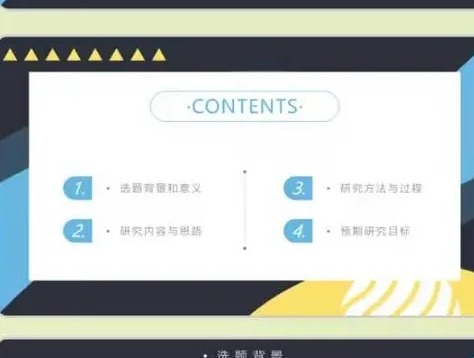 ·CONTENTS·
1. • 选题背景和意义
2. • 研究内容与思路
3. • 研究方法与过程
4. • 预期研究目标
• 选题背景